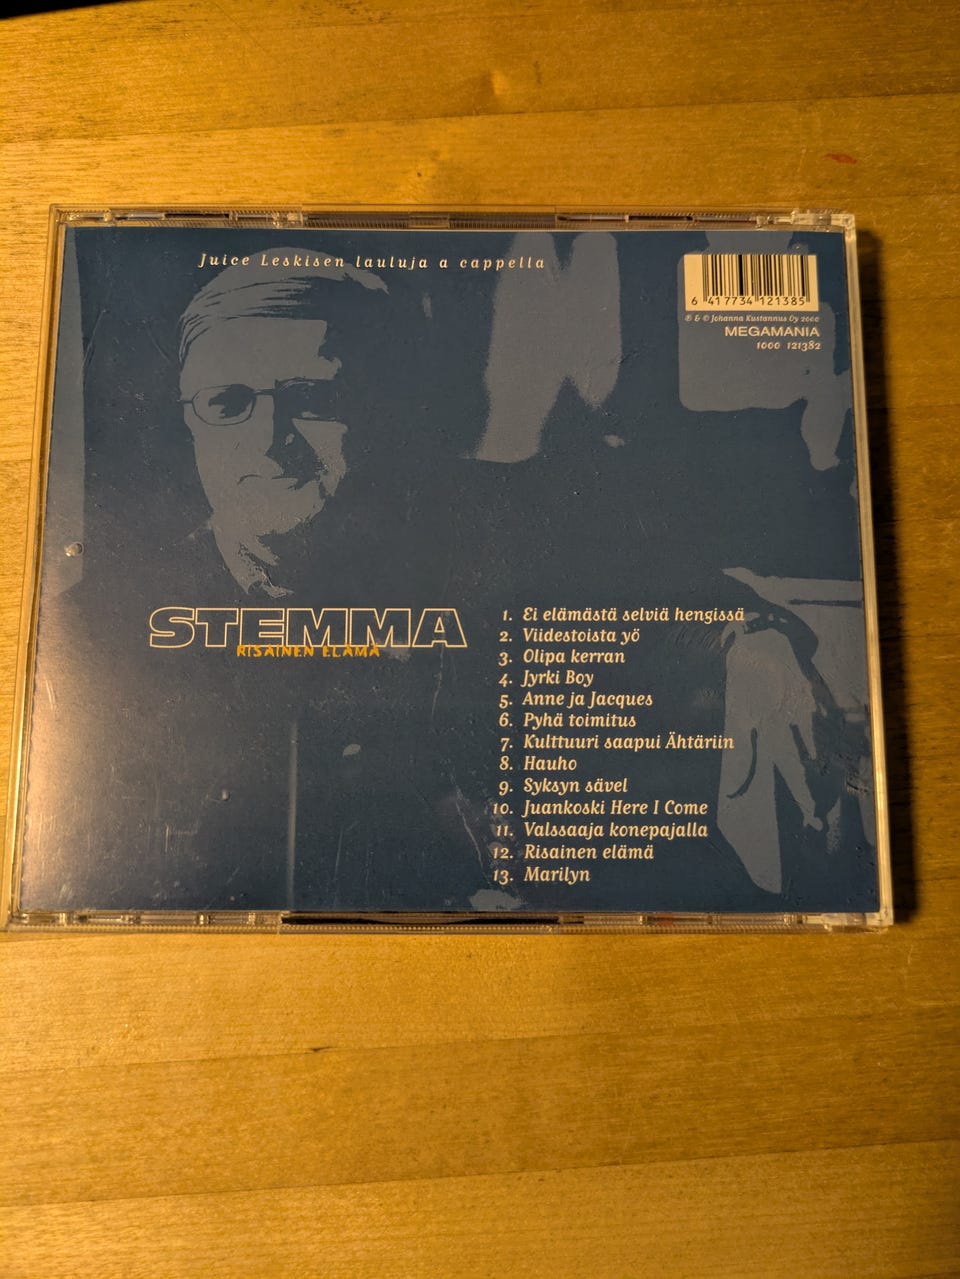 Juice Leskisen lauluja a cappella
6 417734 121385
℗ & © Johanna Kustannus Oy 2000
MEGAMANIA
1000 121382
STEMMA
RISAINEN ELÄMÄ
1. Ei elämästä selviä hengissä
2. Viidestoista yö
3. Olipa kerran
4. Jyrki Boy
5. Anne ja Jacques
6. Pyhä toimitus
7. Kulttuuri saapui Ähtäriin
8. Hauho
9. Syksyn sävel
10. Juankoski Here I Come
11. Valssaaja konepajalla
12. Risainen elämä
13. Marilyn